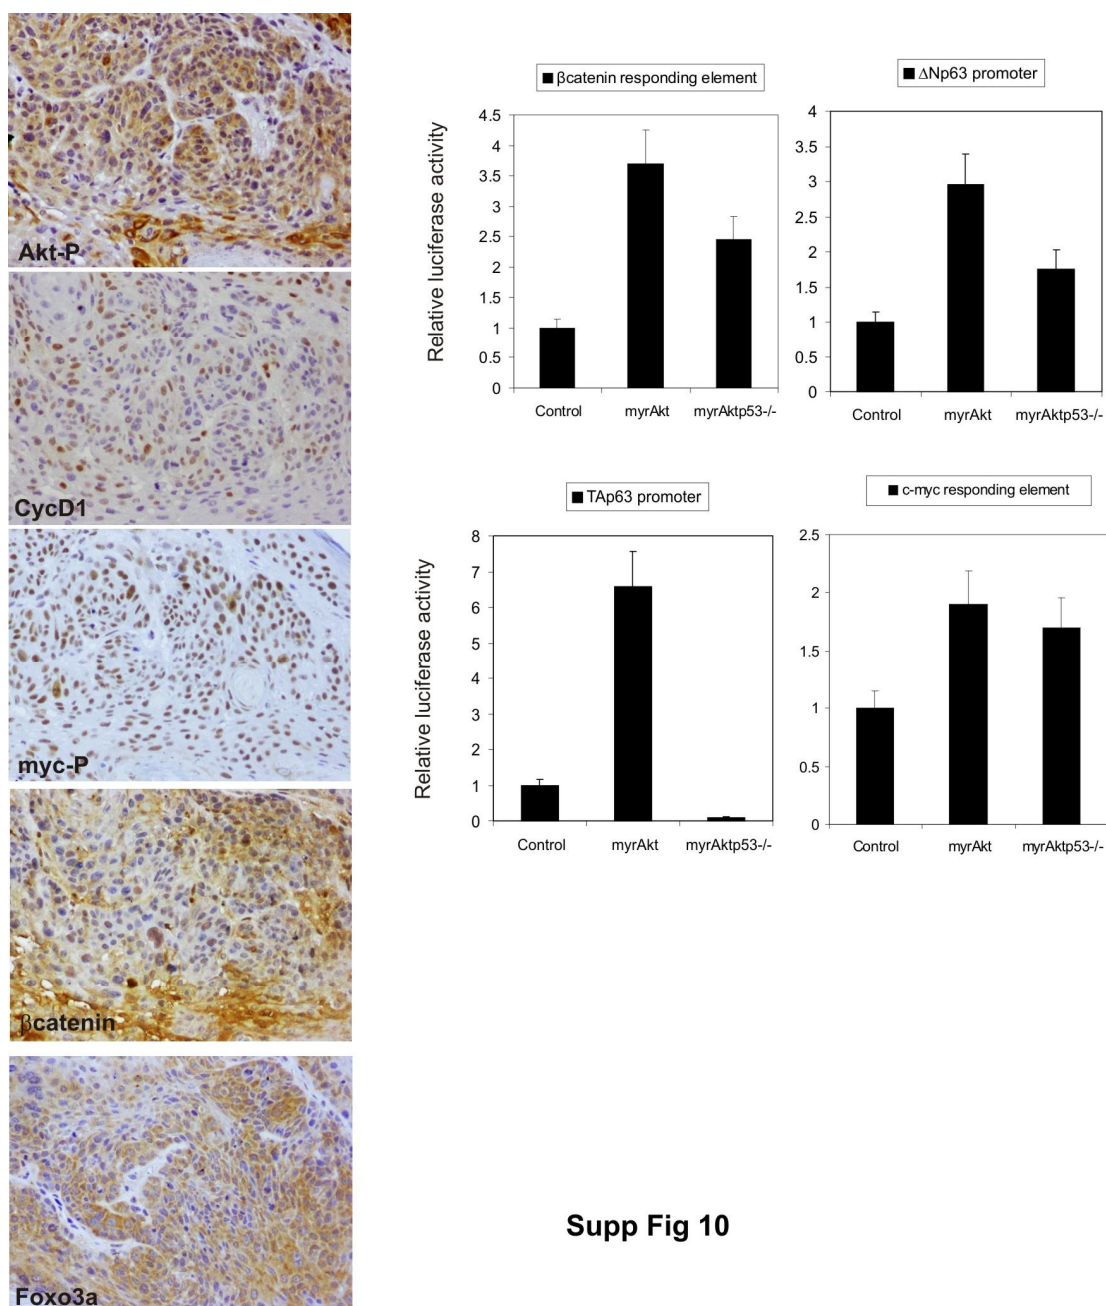 Akt-P
CycD1
myc-P
βcatenin
Foxo3a
βcatenin responding element
Relative luciferase activity
4.5
4
3.5
3
2.5
2
1.5
1
0.5
0
Control
myrAkt
myrAktp53-/-
ΔNp63 promoter
4
3.5
3
2.5
2
1.5
1
0.5
0
Control
myrAkt
myrAktp53-/-
TAp63 promoter
Relative luciferase activity
8
7
6
5
4
3
2
1
0
Control
myrAkt
myrAktp53-/-
c-myc responding element
2.5
2
1.5
1
0.5
0
Control
myrAkt
myrAktp53-/-
Supp Fig 10